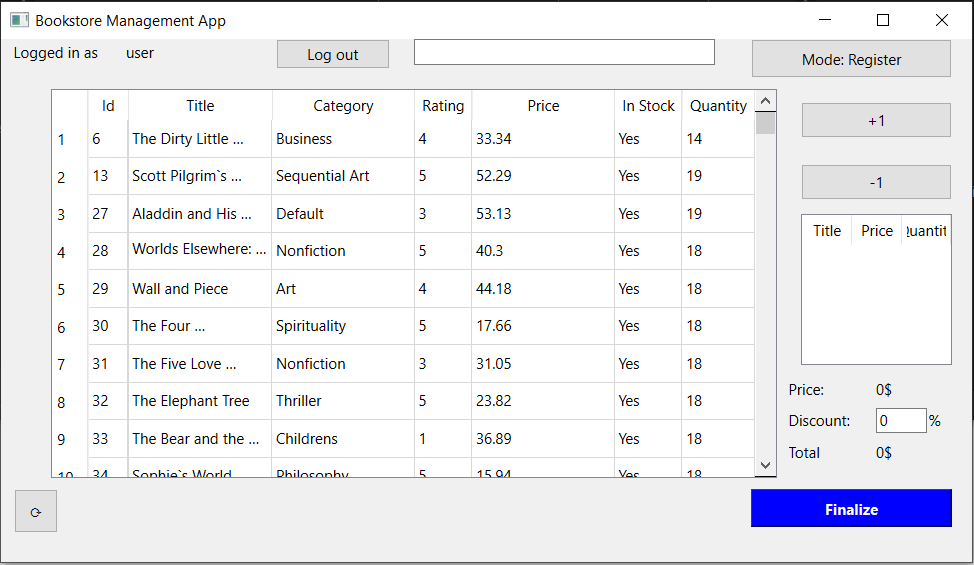 Bookstore Management App
Logged in as user Log out Mode: Register
Id Title Category Rating Price In Stock Quantity
1 6 The Dirty Little ... Business 4 33.34 Yes 14
2 13 Scott Pilgrim`s ... Sequential Art 5 52.29 Yes 19
3 27 Aladdin and His ... Default 3 53.13 Yes 19
4 28 Worlds Elsewhere: ... Nonfiction 5 40.3 Yes 18
5 29 Wall and Piece Art 4 44.18 Yes 18
6 30 The Four ... Spirituality 5 17.66 Yes 18
7 31 The Five Love ... Nonfiction 3 31.05 Yes 18
8 32 The Elephant Tree Thriller 5 23.82 Yes 18
9 33 The Bear and the ... Childrens 1 36.89 Yes 18
10 34 Sophie`s World Philosophy 5 15.94 Yes 18
+1
-1
Title Price Quantit
Price: 0$
Discount: 0 %
Total 0$
Finalize